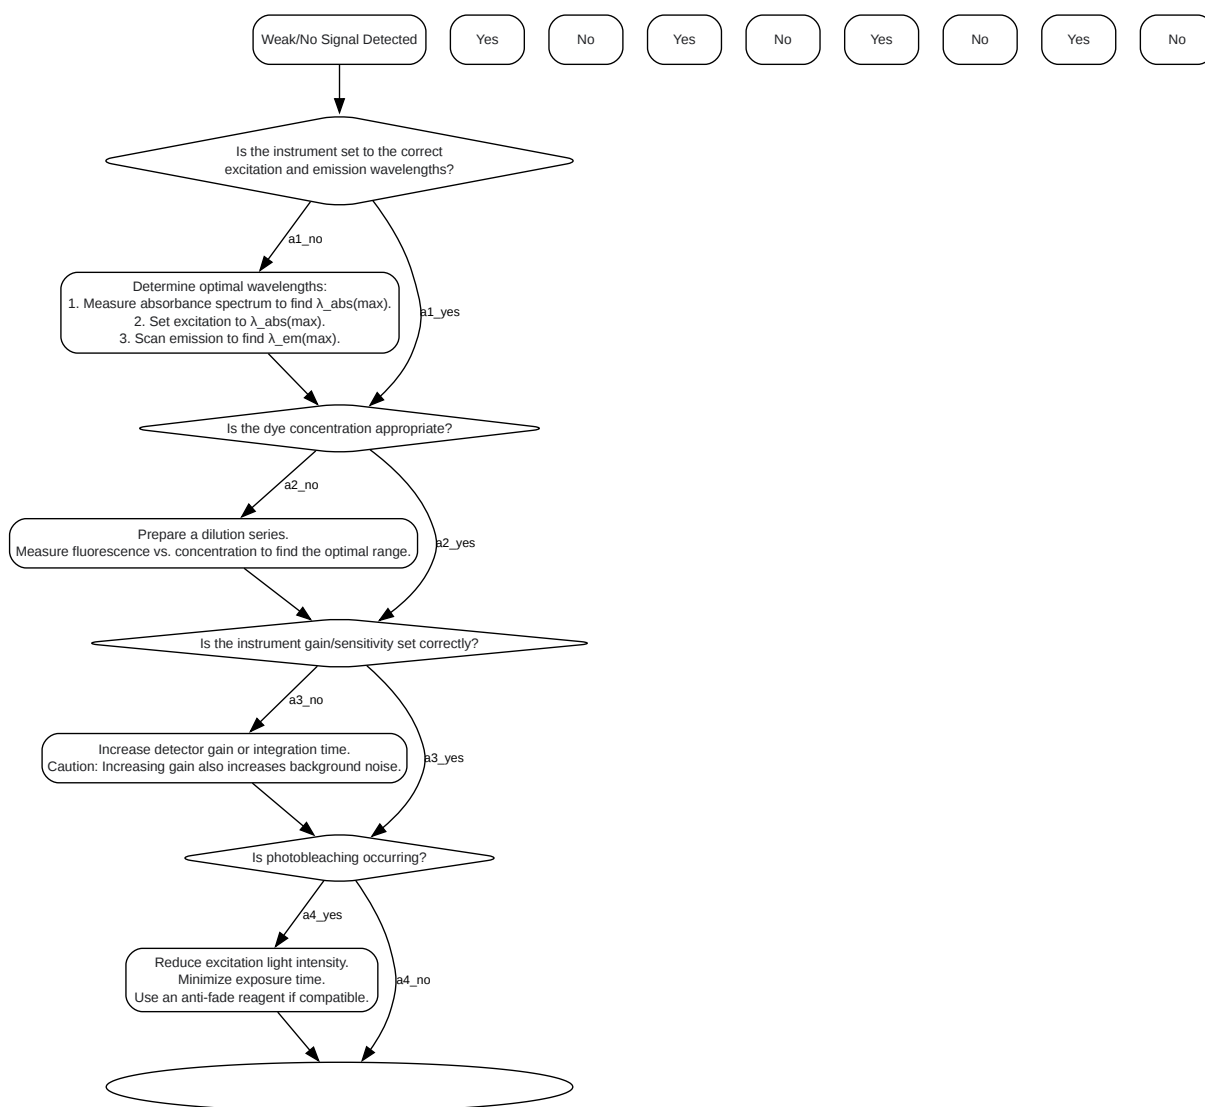 Weak/No Signal Detected
Yes
No
Yes
No
Yes
No
Yes
No
Is the instrument set to the correct
excitation and emission wavelengths?
a1_no
Determine optimal wavelengths:
1. Measure absorbance spectrum to find λ_abs(max).
2. Set excitation to λ_abs(max).
3. Scan emission to find λ_em(max).
a1_yes
Is the dye concentration appropriate?
a2_no
Prepare a dilution series.
Measure fluorescence vs. concentration to find the optimal range.
a2_yes
Is the instrument gain/sensitivity set correctly?
a3_no
Increase detector gain or integration time.
Caution: Increasing gain also increases background noise.
a3_yes
Is photobleaching occurring?
a4_yes
Reduce excitation light intensity.
Minimize exposure time.
Use an anti-fade reagent if compatible.
a4_no